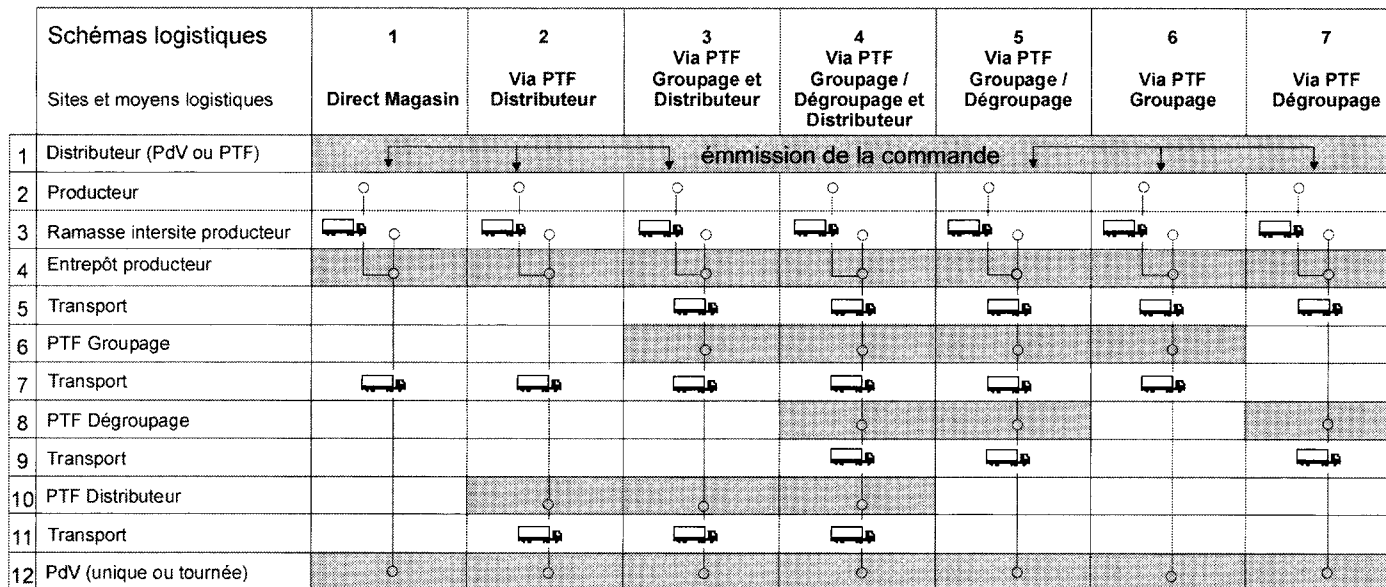 Schémas logistiques
Sites et moyens logistiques
1
Direct Magasin
2
Via PTF
Distributeur
3
Via PTF
Groupage et
Distributeur
4
Via PTF
Groupage /
Dégroupage et
Distributeur
5
Via PTF
Groupage /
Dégroupage
6
Via PTF
Groupage
7
Via PTF
Dégroupage
1 Distributeur (PdV ou PTF)
émmission de la commande
2 Producteur
3 Ramasse intersite producteur
4 Entrepôt producteur
5 Transport
6 PTF Groupage
7 Transport
8 PTF Dégroupage
9 Transport
10 PTF Distributeur
11 Transport
12 PdV (unique ou tournée)